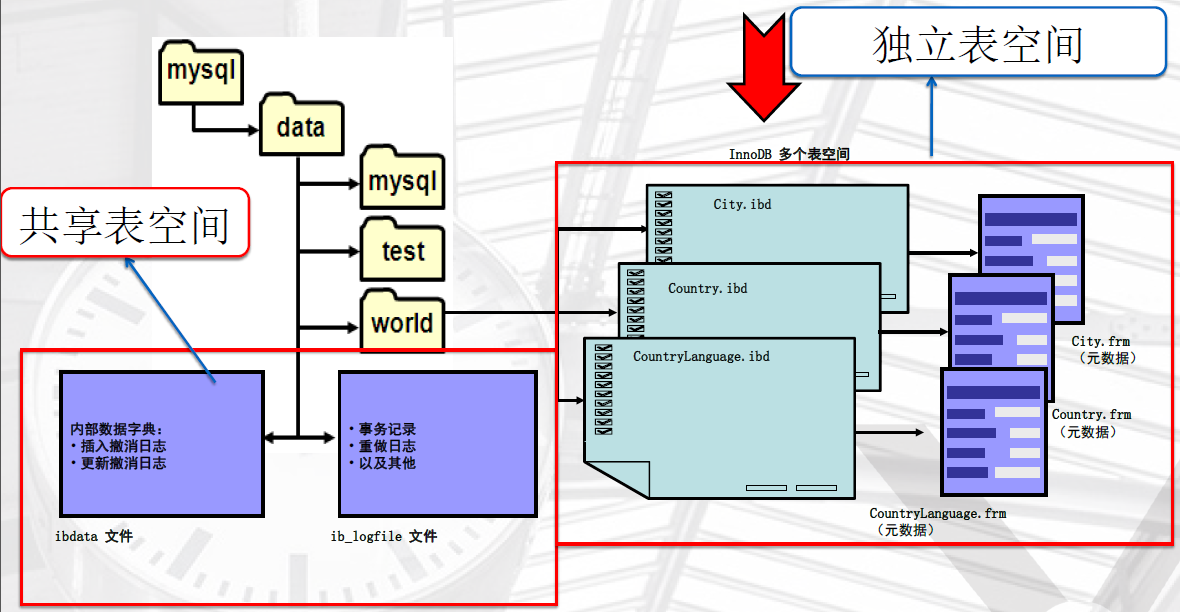 mysql
data
mysql
test
world
共享表空间
内部数据字典：
• 插入撤消日志
• 更新撤消日志
ibdata 文件
• 事务记录
• 重做日志
• 以及其他
ib_logfile 文件
独立表空间
InnoDB 多个表空间
City.ibd
Country.ibd
CountryLanguage.ibd
City.frm
（元数据）
Country.frm
（元数据）
CountryLanguage.frm
（元数据）